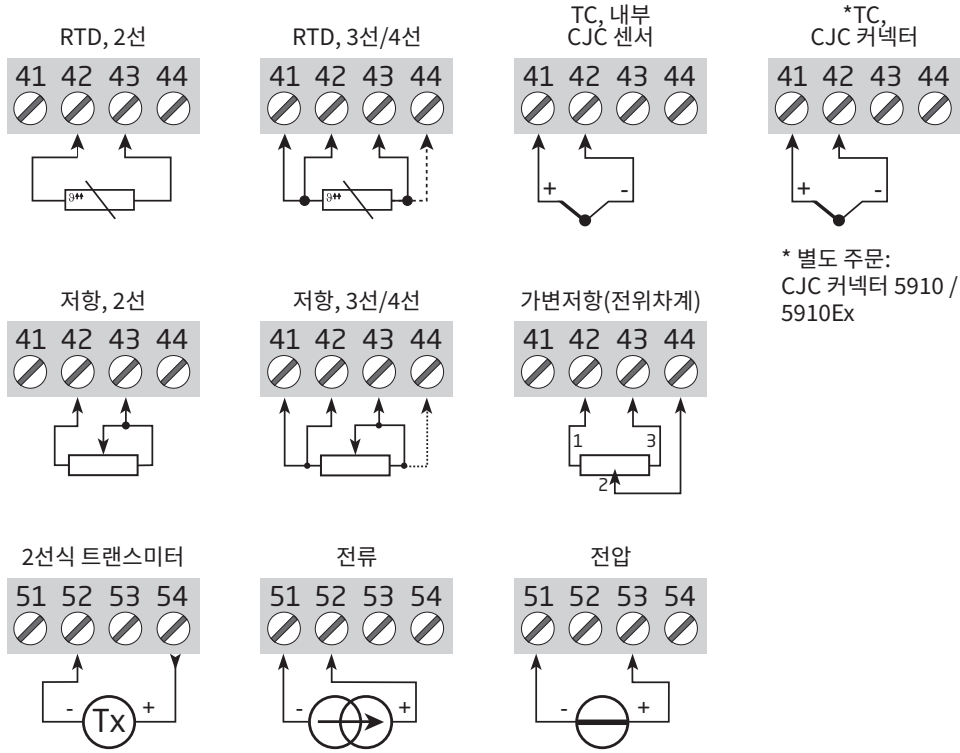 RTD, 2선
41 42 43 44
RTD, 3선/4선
41 42 43 44
TC, 내부
CJC 센서
41 42 43 44
+ -
*TC,
CJC 커넥터
41 42 43 44
+ -
* 별도 주문:
CJC 커넥터 5910 /
5910Ex
저항, 2선
41 42 43 44
저항, 3선/4선
41 42 43 44
가변저항(전위차계)
41 42 43 44
1 3
2
2선식 트랜스미터
51 52 53 54
- Tx +
전류
51 52 53 54
- +
전압
51 52 53 54
- +